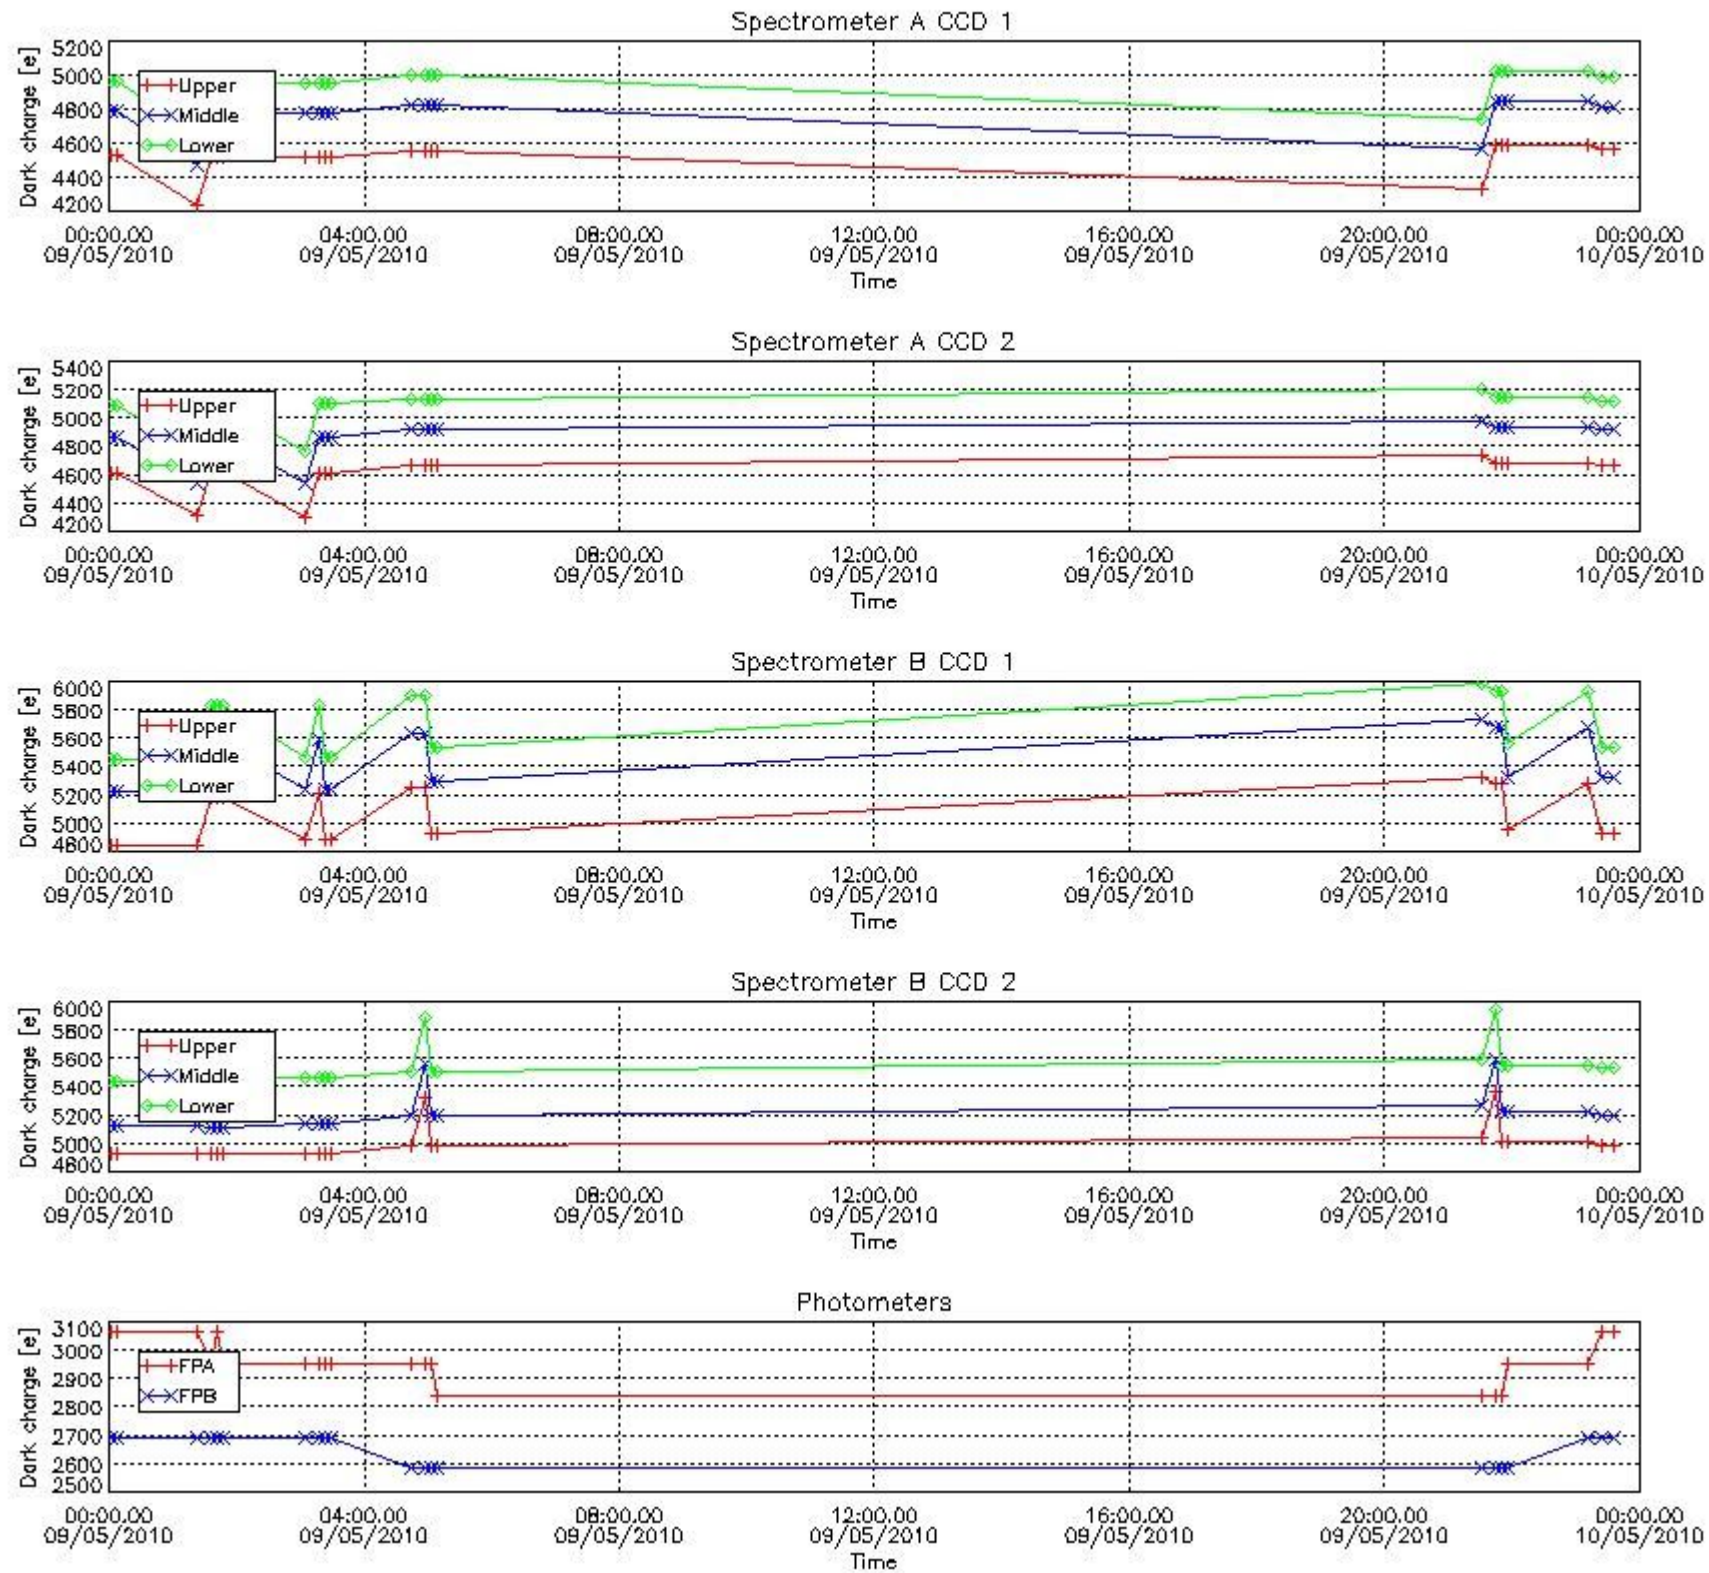 Spectrometer A CCD 1
Dark charge [e]
5200
5000
4800
4600
4400
4200
Upper
Middle
Lower
00:00.00 04:00.00 08:00.00 12:00.00 16:00.00 20:00.00 00:00.00
09/05/2010 09/05/2010 09/05/2010 09/05/2010 09/05/2010 09/05/2010 10/05/2010
Time
Spectrometer A CCD 2
Dark charge [e]
5400
5200
5000
4800
4600
4400
4200
Upper
Middle
Lower
00:00.00 04:00.00 08:00.00 12:00.00 16:00.00 20:00.00 00:00.00
09/05/2010 09/05/2010 09/05/2010 09/05/2010 09/05/2010 09/05/2010 10/05/2010
Time
Spectrometer B CCD 1
Dark charge [e]
6000
5800
5600
5400
5200
5000
4800
Upper
Middle
Lower
00:00.00 04:00.00 08:00.00 12:00.00 16:00.00 20:00.00 00:00.00
09/05/2010 09/05/2010 09/05/2010 09/05/2010 09/05/2010 09/05/2010 10/05/2010
Time
Spectrometer B CCD 2
Dark charge [e]
6000
5800
5600
5400
5200
5000
4800
Upper
Middle
Lower
00:00.00 04:00.00 08:00.00 12:00.00 16:00.00 20:00.00 00:00.00
09/05/2010 09/05/2010 09/05/2010 09/05/2010 09/05/2010 09/05/2010 10/05/2010
Time
Photometers
Dark charge [e]
3100
3000
2900
2800
2700
2600
2500
FPA
FPB
00:00.00 04:00.00 08:00.00 12:00.00 16:00.00 20:00.00 00:00.00
09/05/2010 09/05/2010 09/05/2010 09/05/2010 09/05/2010 09/05/2010 10/05/2010
Time